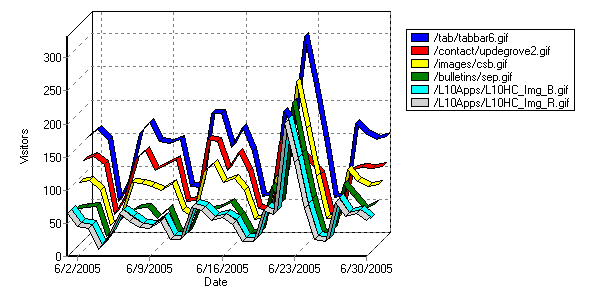 Visitors
300
250
200
150
100
50
0
6/2/2005 6/9/2005 6/16/2005 6/23/2005 6/30/2005
Date
/tab/tabbar6.gif
/contact/updegrove2.gif
/images/csb.gif
/bulletins/sep.gif
/L10Apps/L10HC_Img_B.gif
/L10Apps/L10HC_Img_R.gif